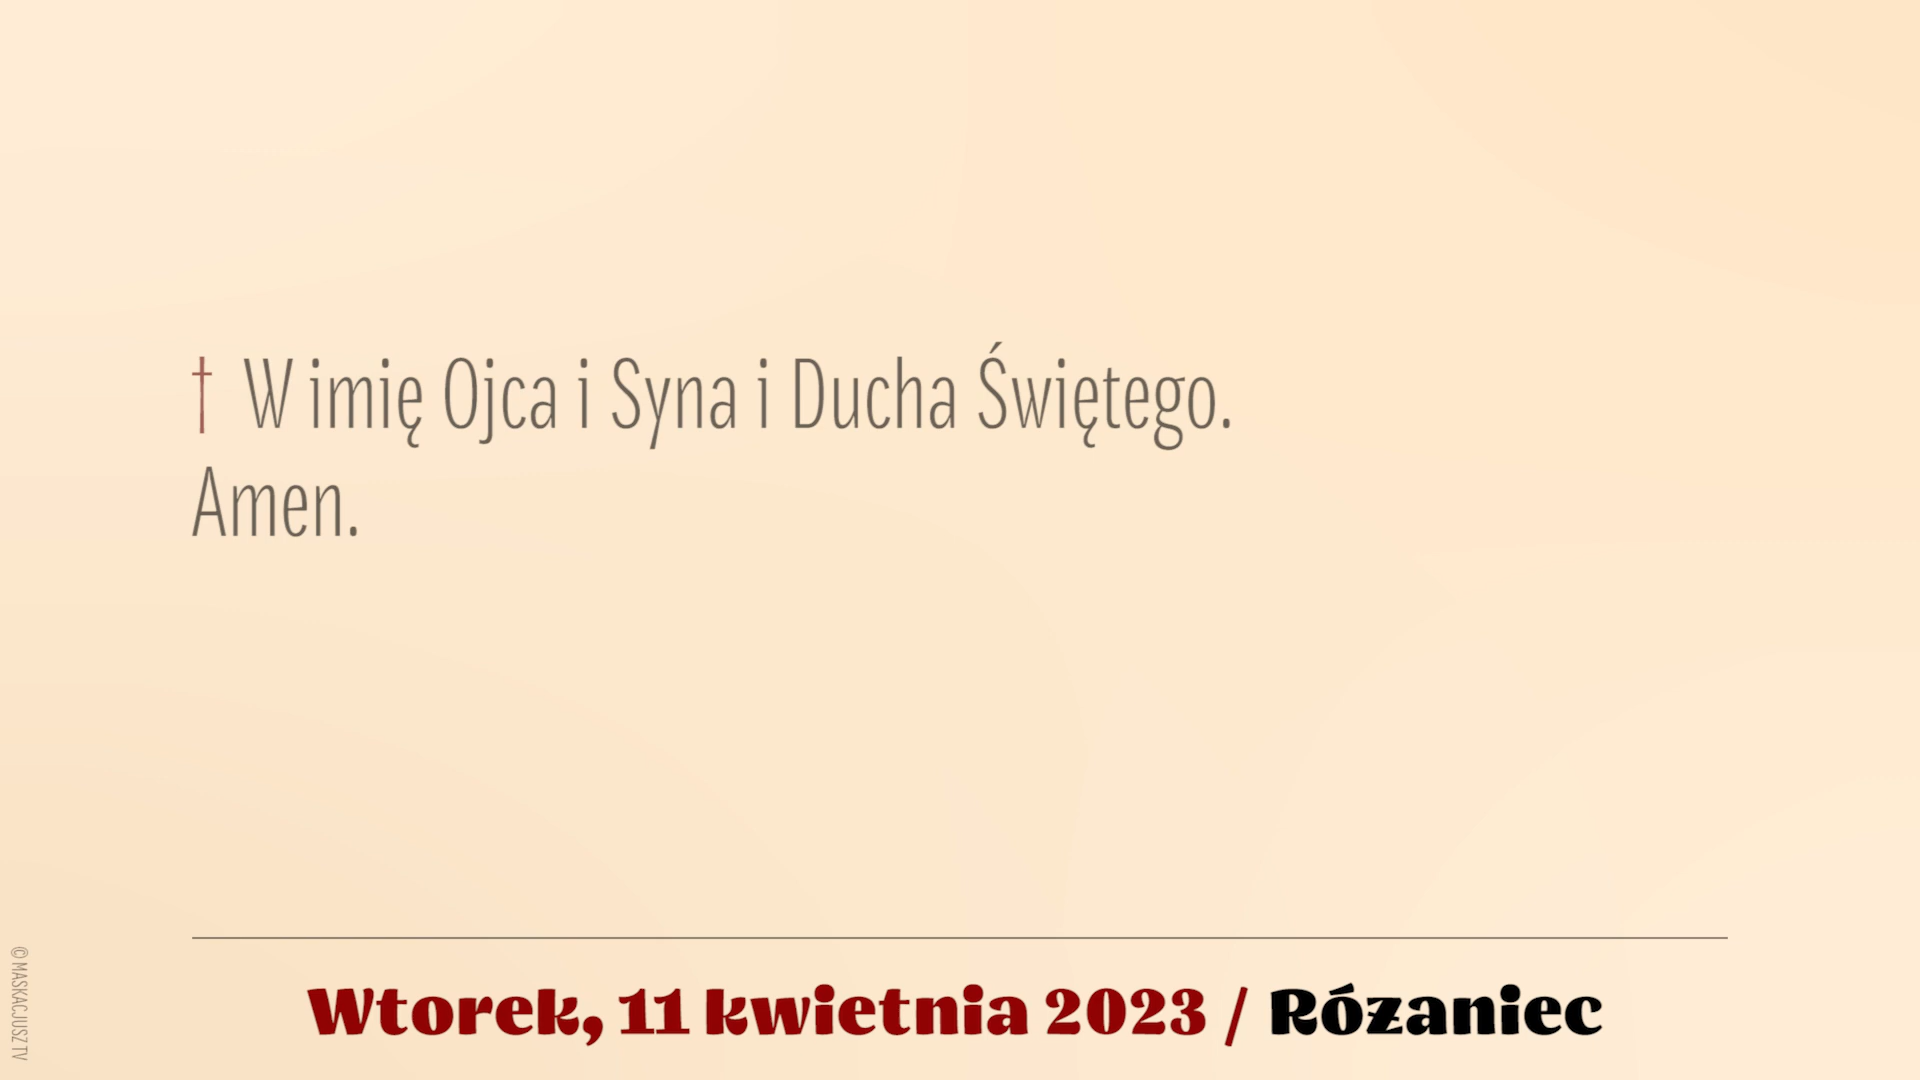 † W imię Ojca i Syna i Ducha Świętego.
Amen.
Wtorek, 11 kwietnia 2023 / Różaniec
© MASKACJUSZ TV